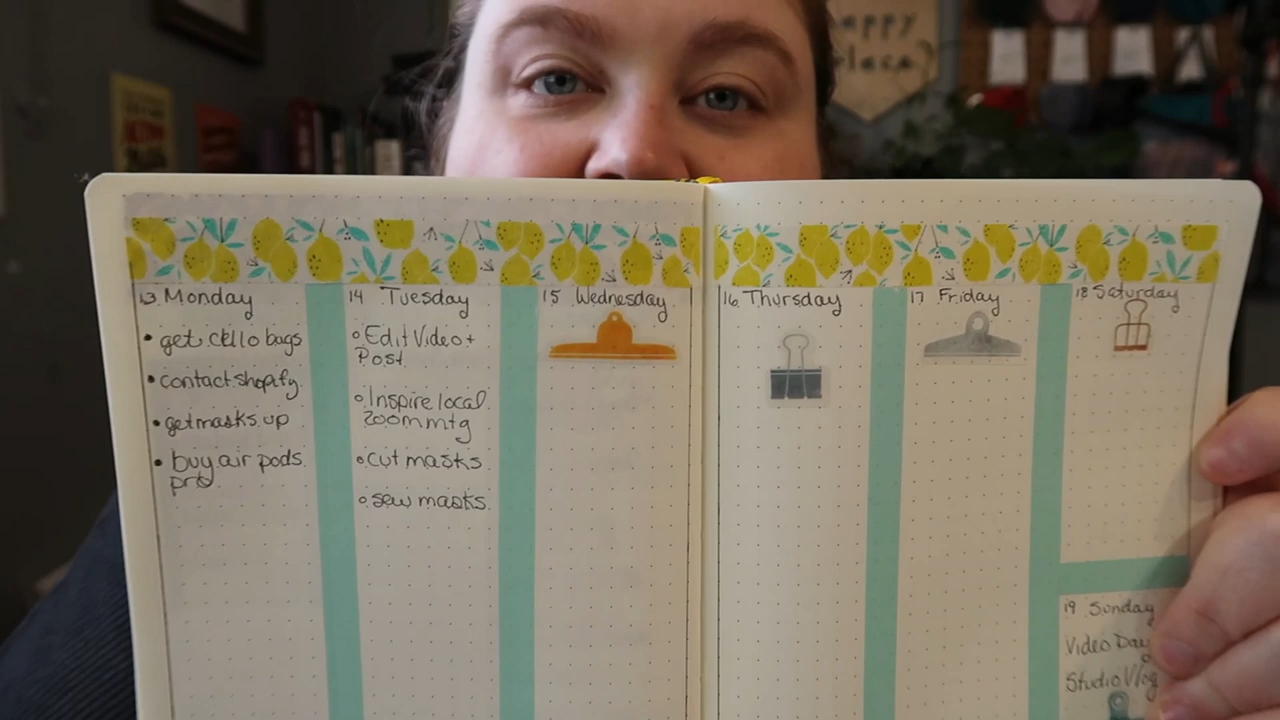 appy
place
13 Monday
• get cello bags
• contact shopify
• get masks up
• buy air pods
pro
14 Tuesday
◦ Edit Video +
Post
◦ Inspire local
zoom mtg
◦ cut masks
◦ sew masks
15 Wednesday
16 Thursday
17 Friday
18 Saturday
19 Sunday
Video Day
Studio Vlog